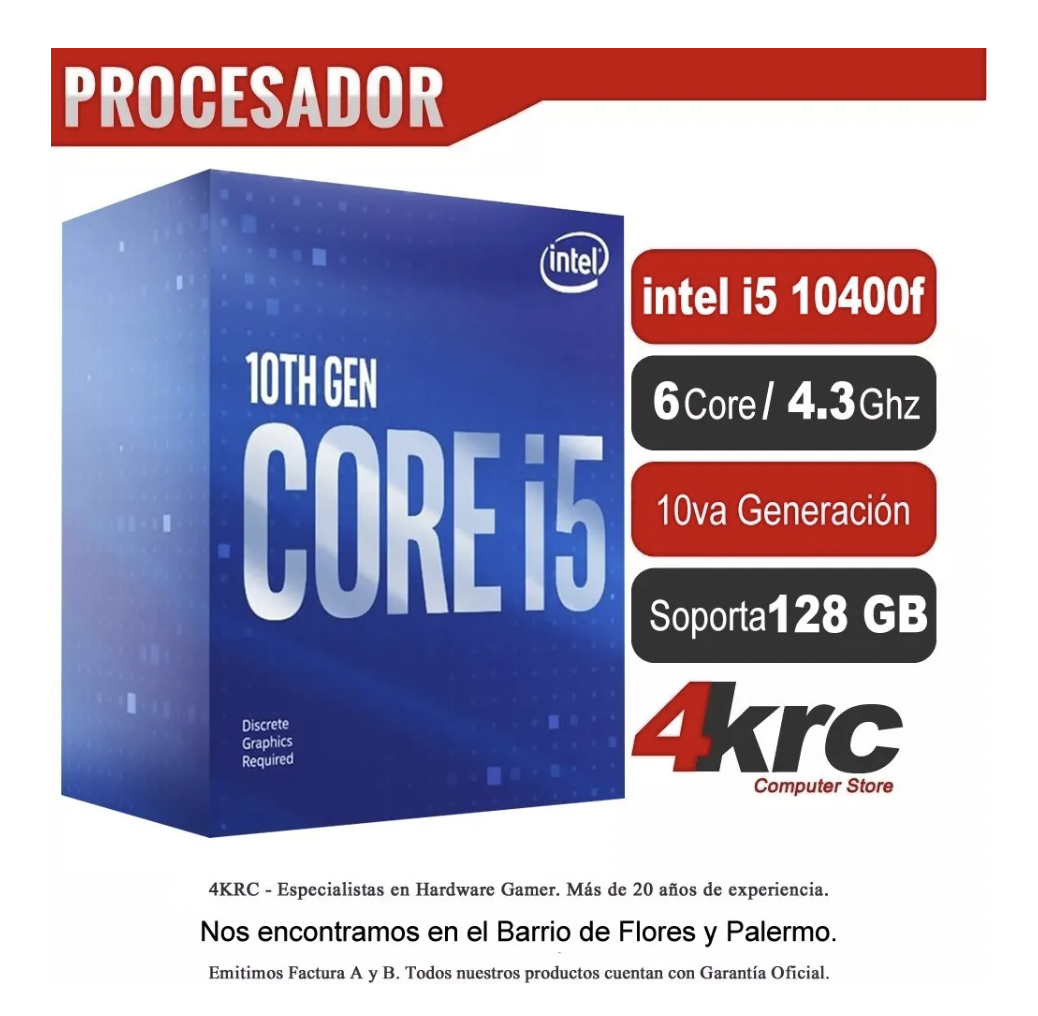 PROCESADOR
intel
10TH GEN
CORE i5
Discrete
Graphics
Required
intel i5 10400f
6 Core / 4.3 Ghz
10va Generación
Soporta 128 GB
4krc
Computer Store
4KRC - Especialistas en Hardware Gamer. Más de 20 años de experiencia.
Nos encontramos en el Barrio de Flores y Palermo.
Emitimos Factura A y B. Todos nuestros productos cuentan con Garantía Oficial.